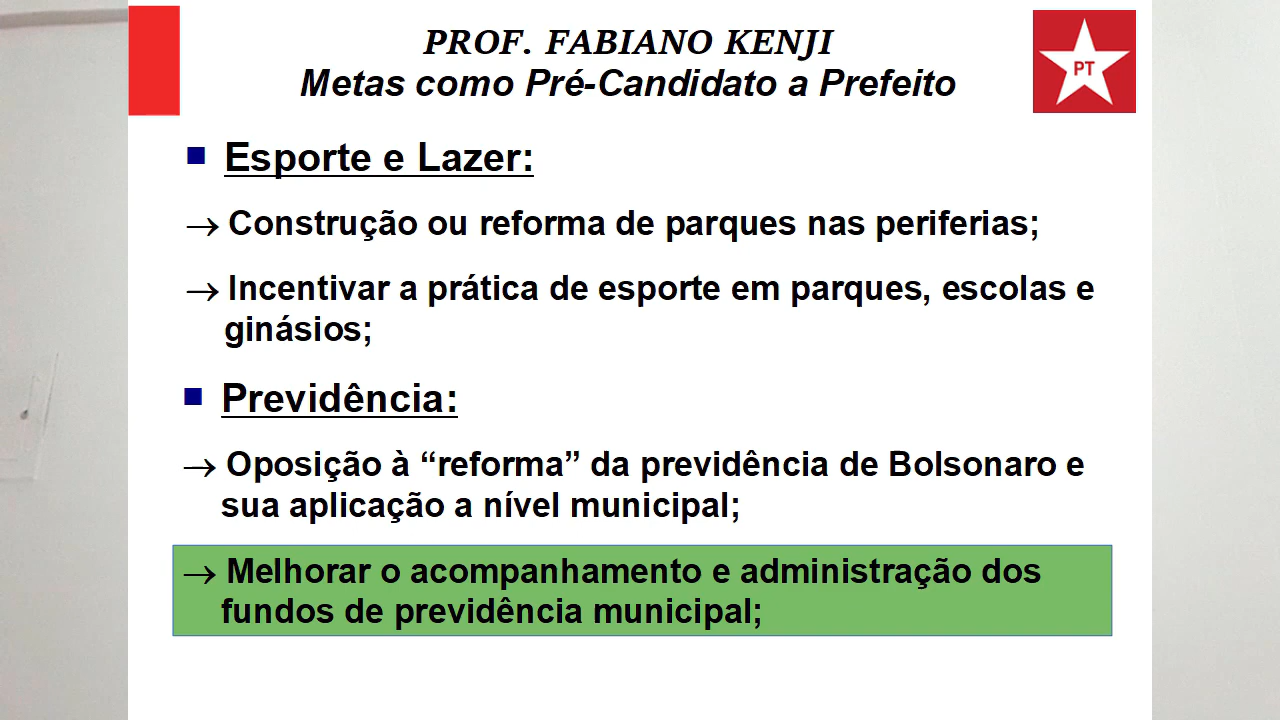 PROF. FABIANO KENJI
Metas como Pré-Candidato a Prefeito
PT
■ Esporte e Lazer:
→ Construção ou reforma de parques nas periferias;
→ Incentivar a prática de esporte em parques, escolas e
ginásios;
■ Previdência:
→ Oposição à “reforma” da previdência de Bolsonaro e
sua aplicação a nível municipal;
→ Melhorar o acompanhamento e administração dos
fundos de previdência municipal;